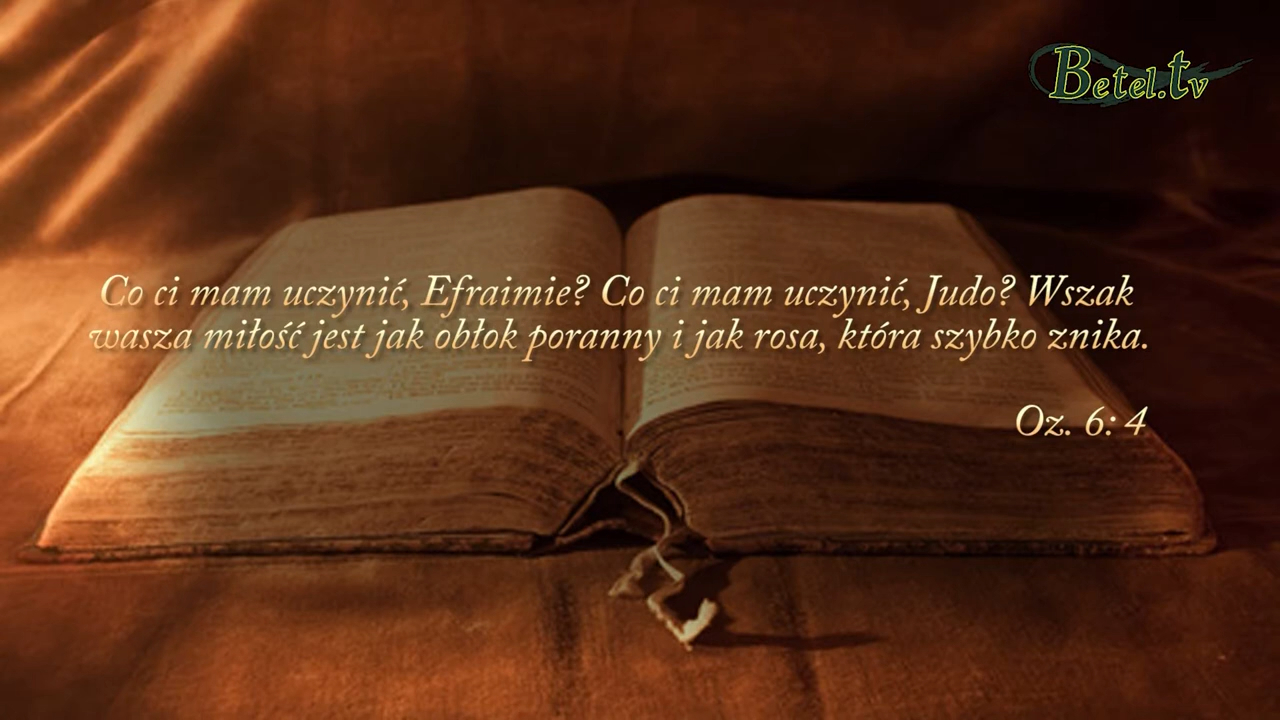 Betel.tv
Co ci mam uczynić, Efraimie? Co ci mam uczynić, Judo? Wszak
wasza miłość jest jak obłok poranny i jak rosa, która szybko znika.
Oz. 6: 4